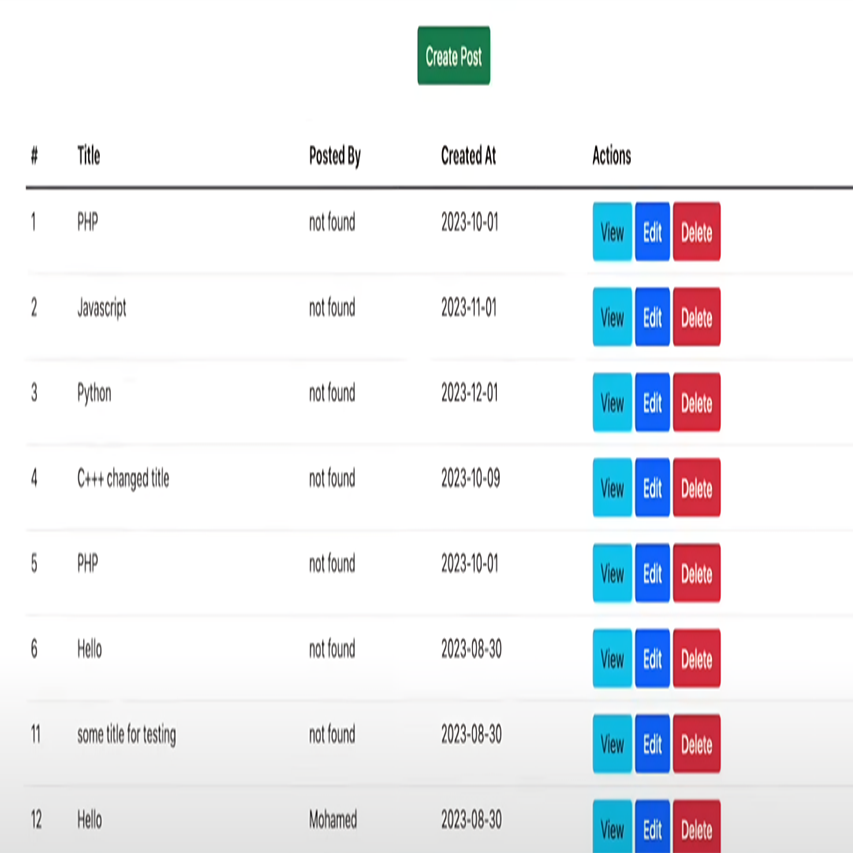 Create Post
# Title Posted By Created At Actions
1 PHP not found 2023-10-01 View Edit Delete
2 Javascript not found 2023-11-01 View Edit Delete
3 Python not found 2023-12-01 View Edit Delete
4 C+++ changed title not found 2023-10-09 View Edit Delete
5 PHP not found 2023-10-01 View Edit Delete
6 Hello not found 2023-08-30 View Edit Delete
11 some title for testing not found 2023-08-30 View Edit Delete
12 Hello Mohamed 2023-08-30 View Edit Delete